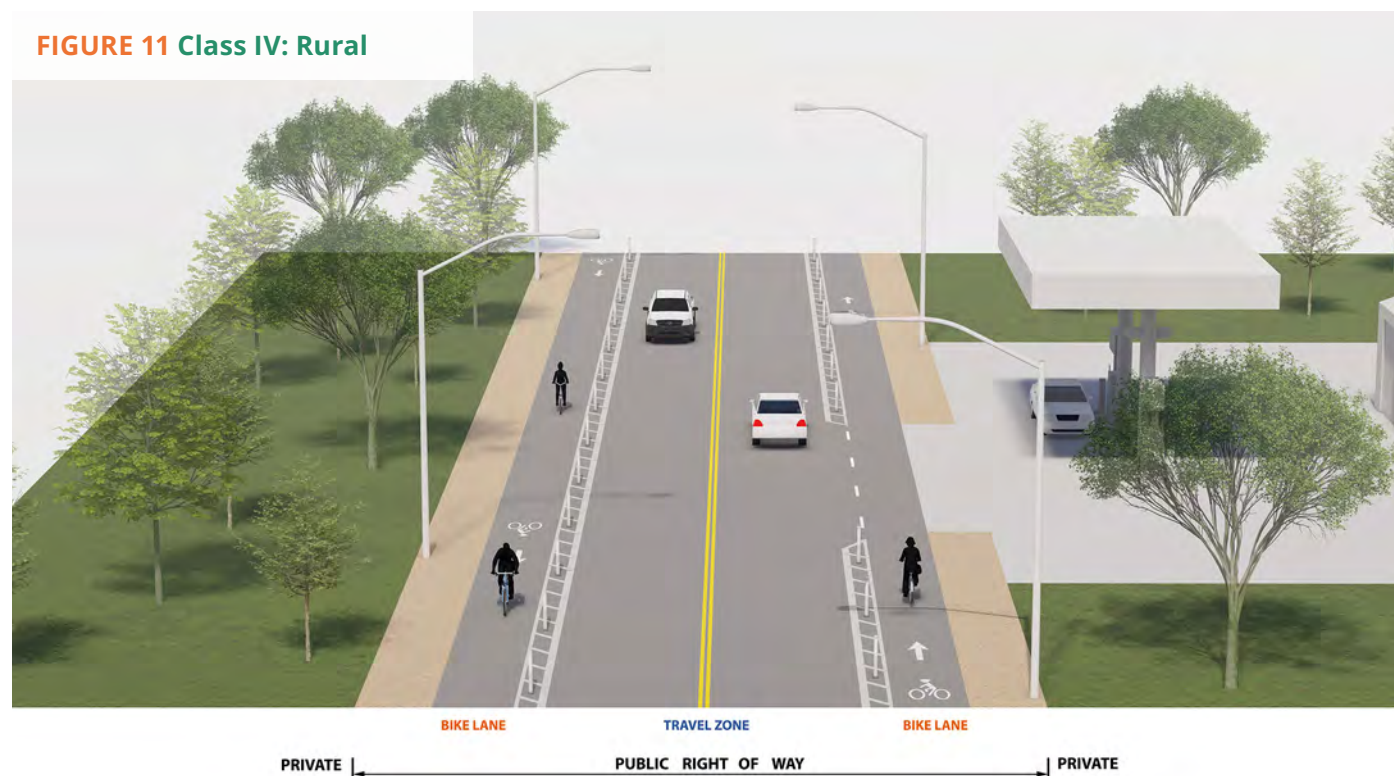 FIGURE 11 Class IV: Rural
BIKE LANE TRAVEL ZONE BIKE LANE
PRIVATE PUBLIC RIGHT OF WAY PRIVATE